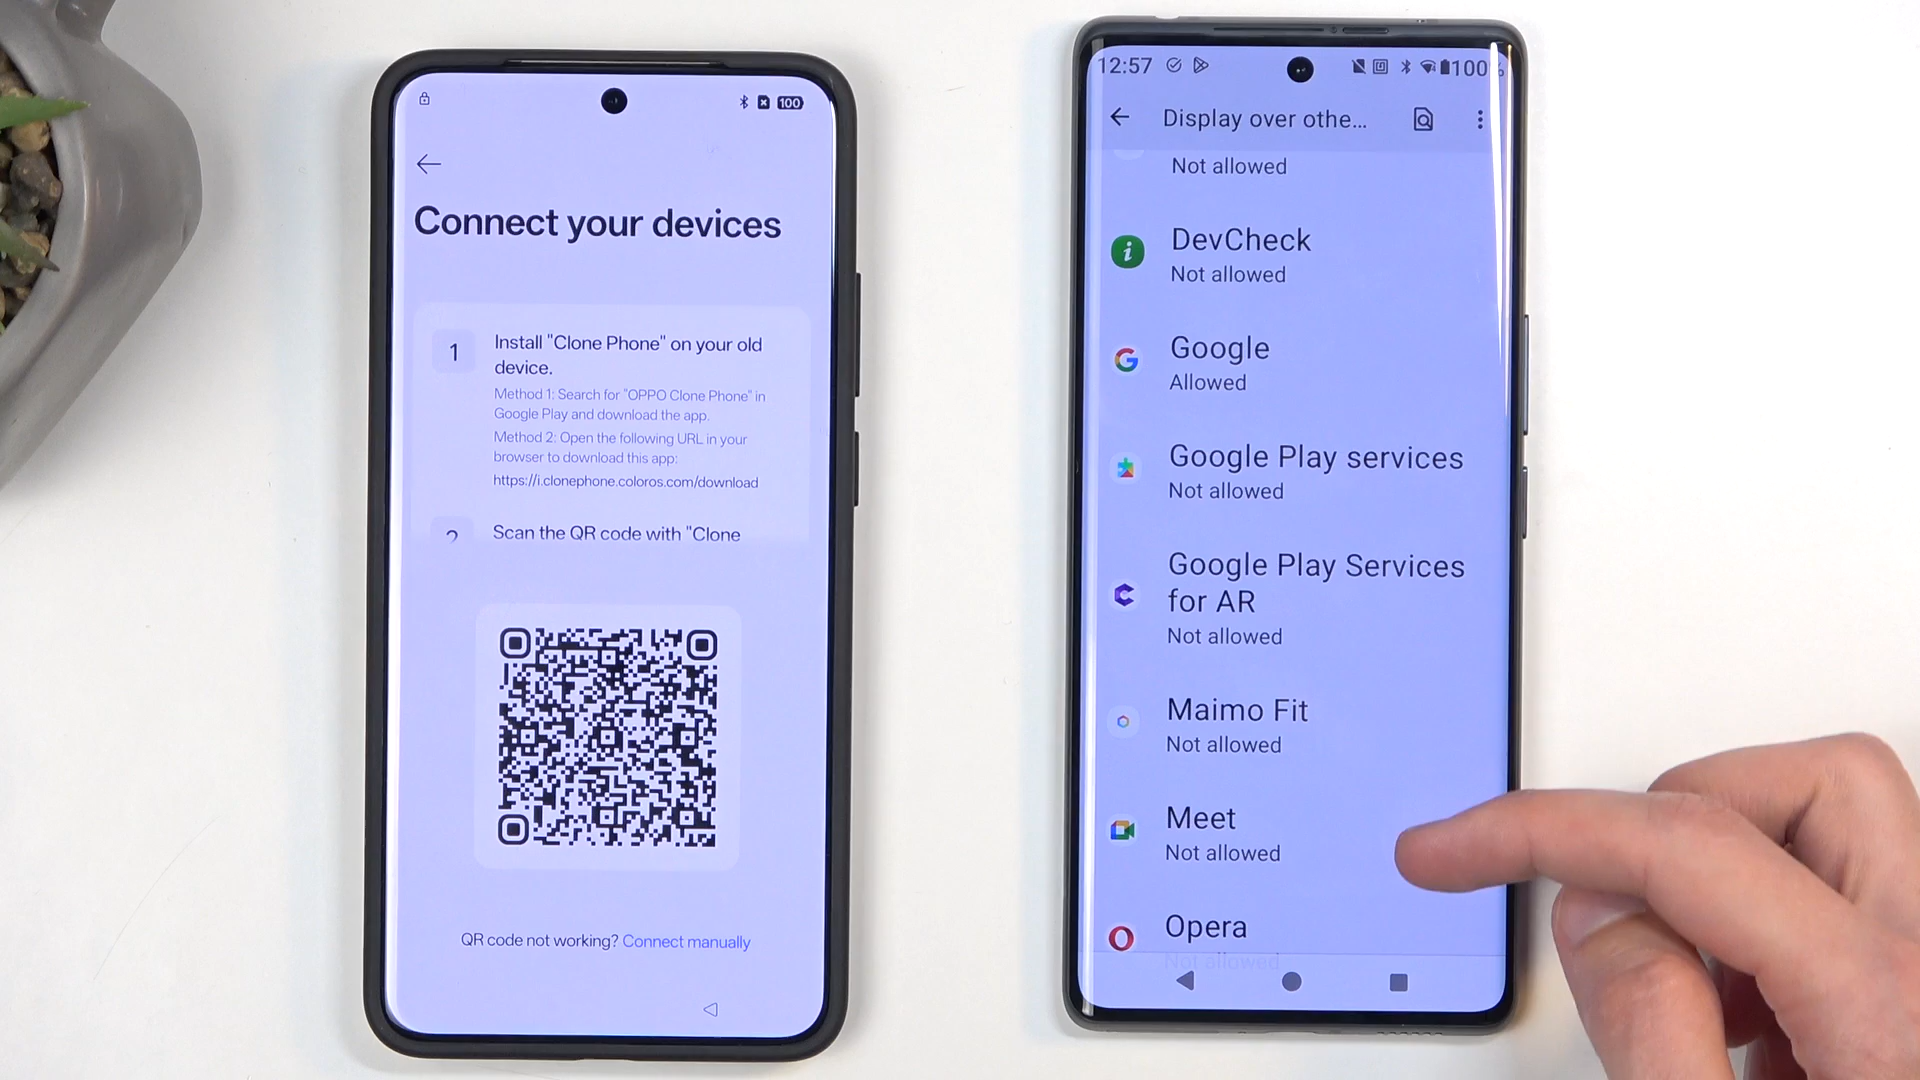 100
Connect your devices
1
Install "Clone Phone" on your old
device.
Method 1: Search for "OPPO Clone Phone" in
Google Play and download the app.
Method 2: Open the following URL in your
browser to download this app:
https://i.clonephone.coloros.com/download
2
Scan the QR code with "Clone
QR code not working? Connect manually
12:57
100%
Display over othe...
Not allowed
DevCheck
Not allowed
Google
Allowed
Google Play services
Not allowed
Google Play Services
for AR
Not allowed
Maimo Fit
Not allowed
Meet
Not allowed
Opera
Not allowed